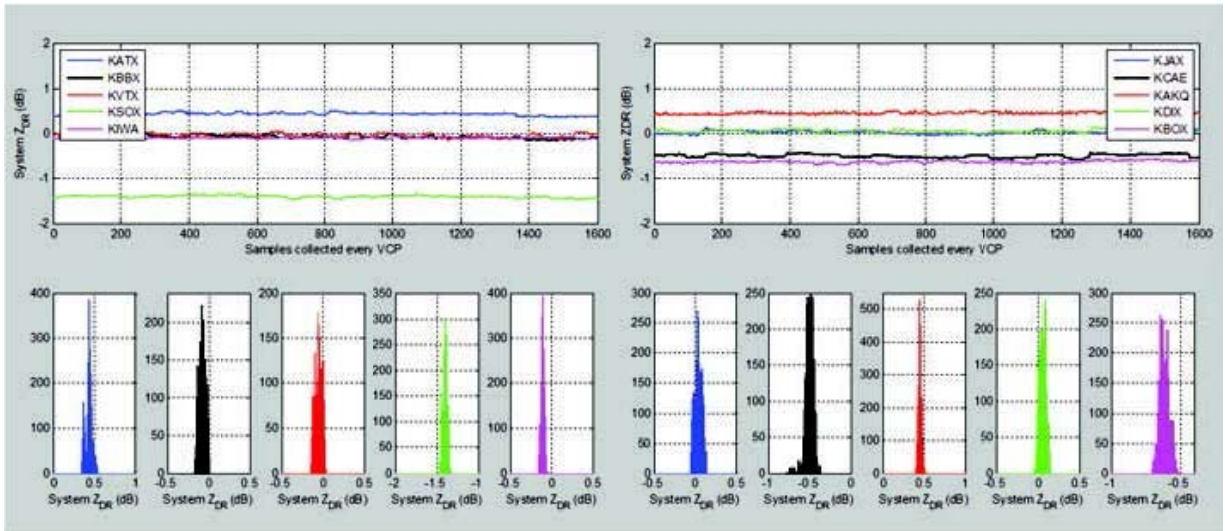 2
1
0
-1
-2
System Z_DR (dB)
KATX
KBBX
KVTX
KSOX
KIWA
0 200 400 600 800 1000 1200 1400 1600
Samples collected every VCP
2
1
0
-1
-2
System ZDR (dB)
KJAX
KCAE
KAKQ
KDIX
KBOX
0 200 400 600 800 1000 1200 1400 1600
Samples collected every VCP
400
300
200
100
0
0 0.5 1
System Z_DR (dB)
200
150
100
50
0
-0.5 0 0.5
System Z_DR (dB)
200
150
100
50
0
-0.5 0 0.5
System Z_DR (dB)
350
300
250
200
150
100
50
0
-2 -1.5 -1
System Z_DR (dB)
400
300
200
100
0
-0.5 0 0.5
System Z_DR (dB)
300
250
200
150
100
50
0
-0.5 0 0.5
System Z_DR (dB)
250
200
150
100
50
0
-1 -0.5 0
System Z_DR (dB)
500
400
300
200
100
0
0 0.5 1
System Z_DR (dB)
250
200
150
100
50
0
-0.5 0 0.5
System Z_DR (dB)
300
250
200
150
100
50
0
-1 -0.5
System Z_DR (dB)